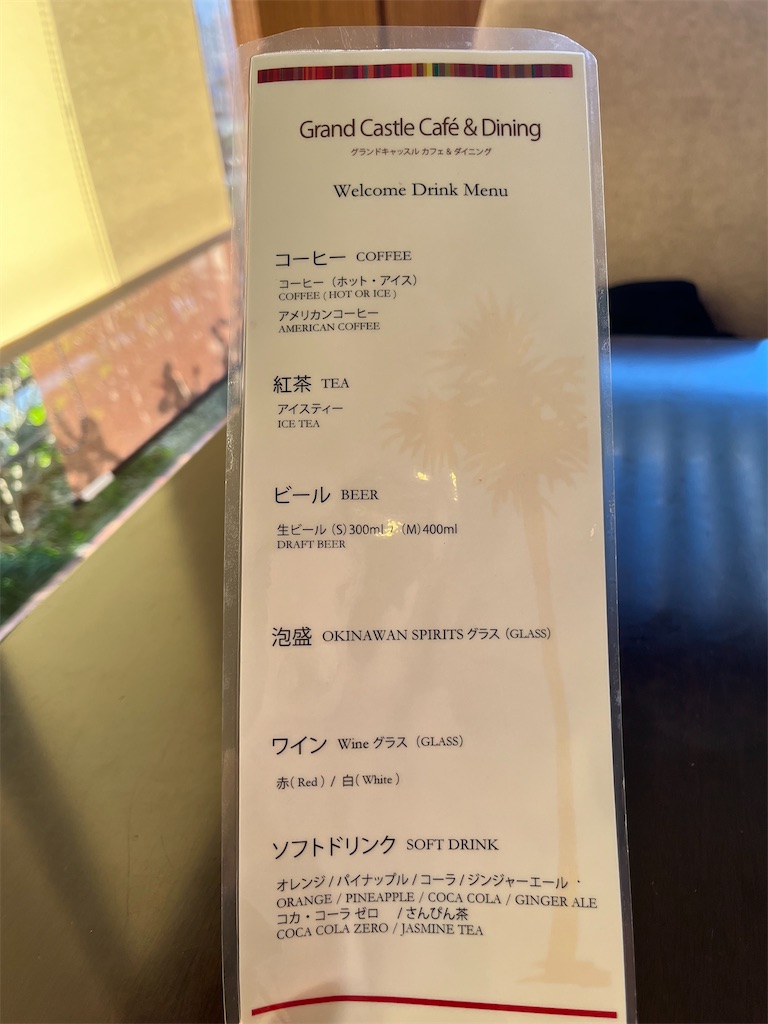 Grand Castle Café & Dining
グランドキャッスル カフェ & ダイニング
Welcome Drink Menu
コーヒー COFFEE
コーヒー（ホット・アイス）
COFFEE ( HOT OR ICE )
アメリカンコーヒー
AMERICAN COFFEE
紅茶 TEA
アイスティー
ICE TEA
ビール BEER
生ビール（S）300ml （M）400ml
DRAFT BEER
泡盛 OKINAWAN SPIRITS グラス（GLASS）
ワイン Wine グラス（GLASS）
赤( Red ) / 白( White )
ソフトドリンク SOFT DRINK
オレンジ / パイナップル / コーラ / ジンジャーエール ・
ORANGE / PINEAPPLE / COCA COLA / GINGER ALE
コカ・コーラ ゼロ / さんぴん茶
COCA COLA ZERO / JASMINE TEA